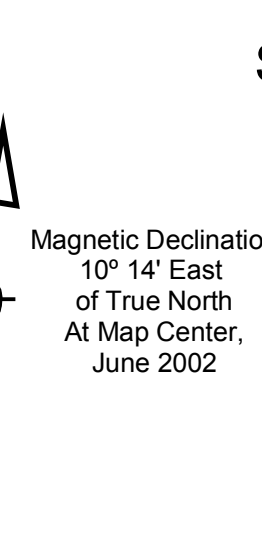 Magnetic Declinatio
10º 14' East
of True North
At Map Center,
June 2002